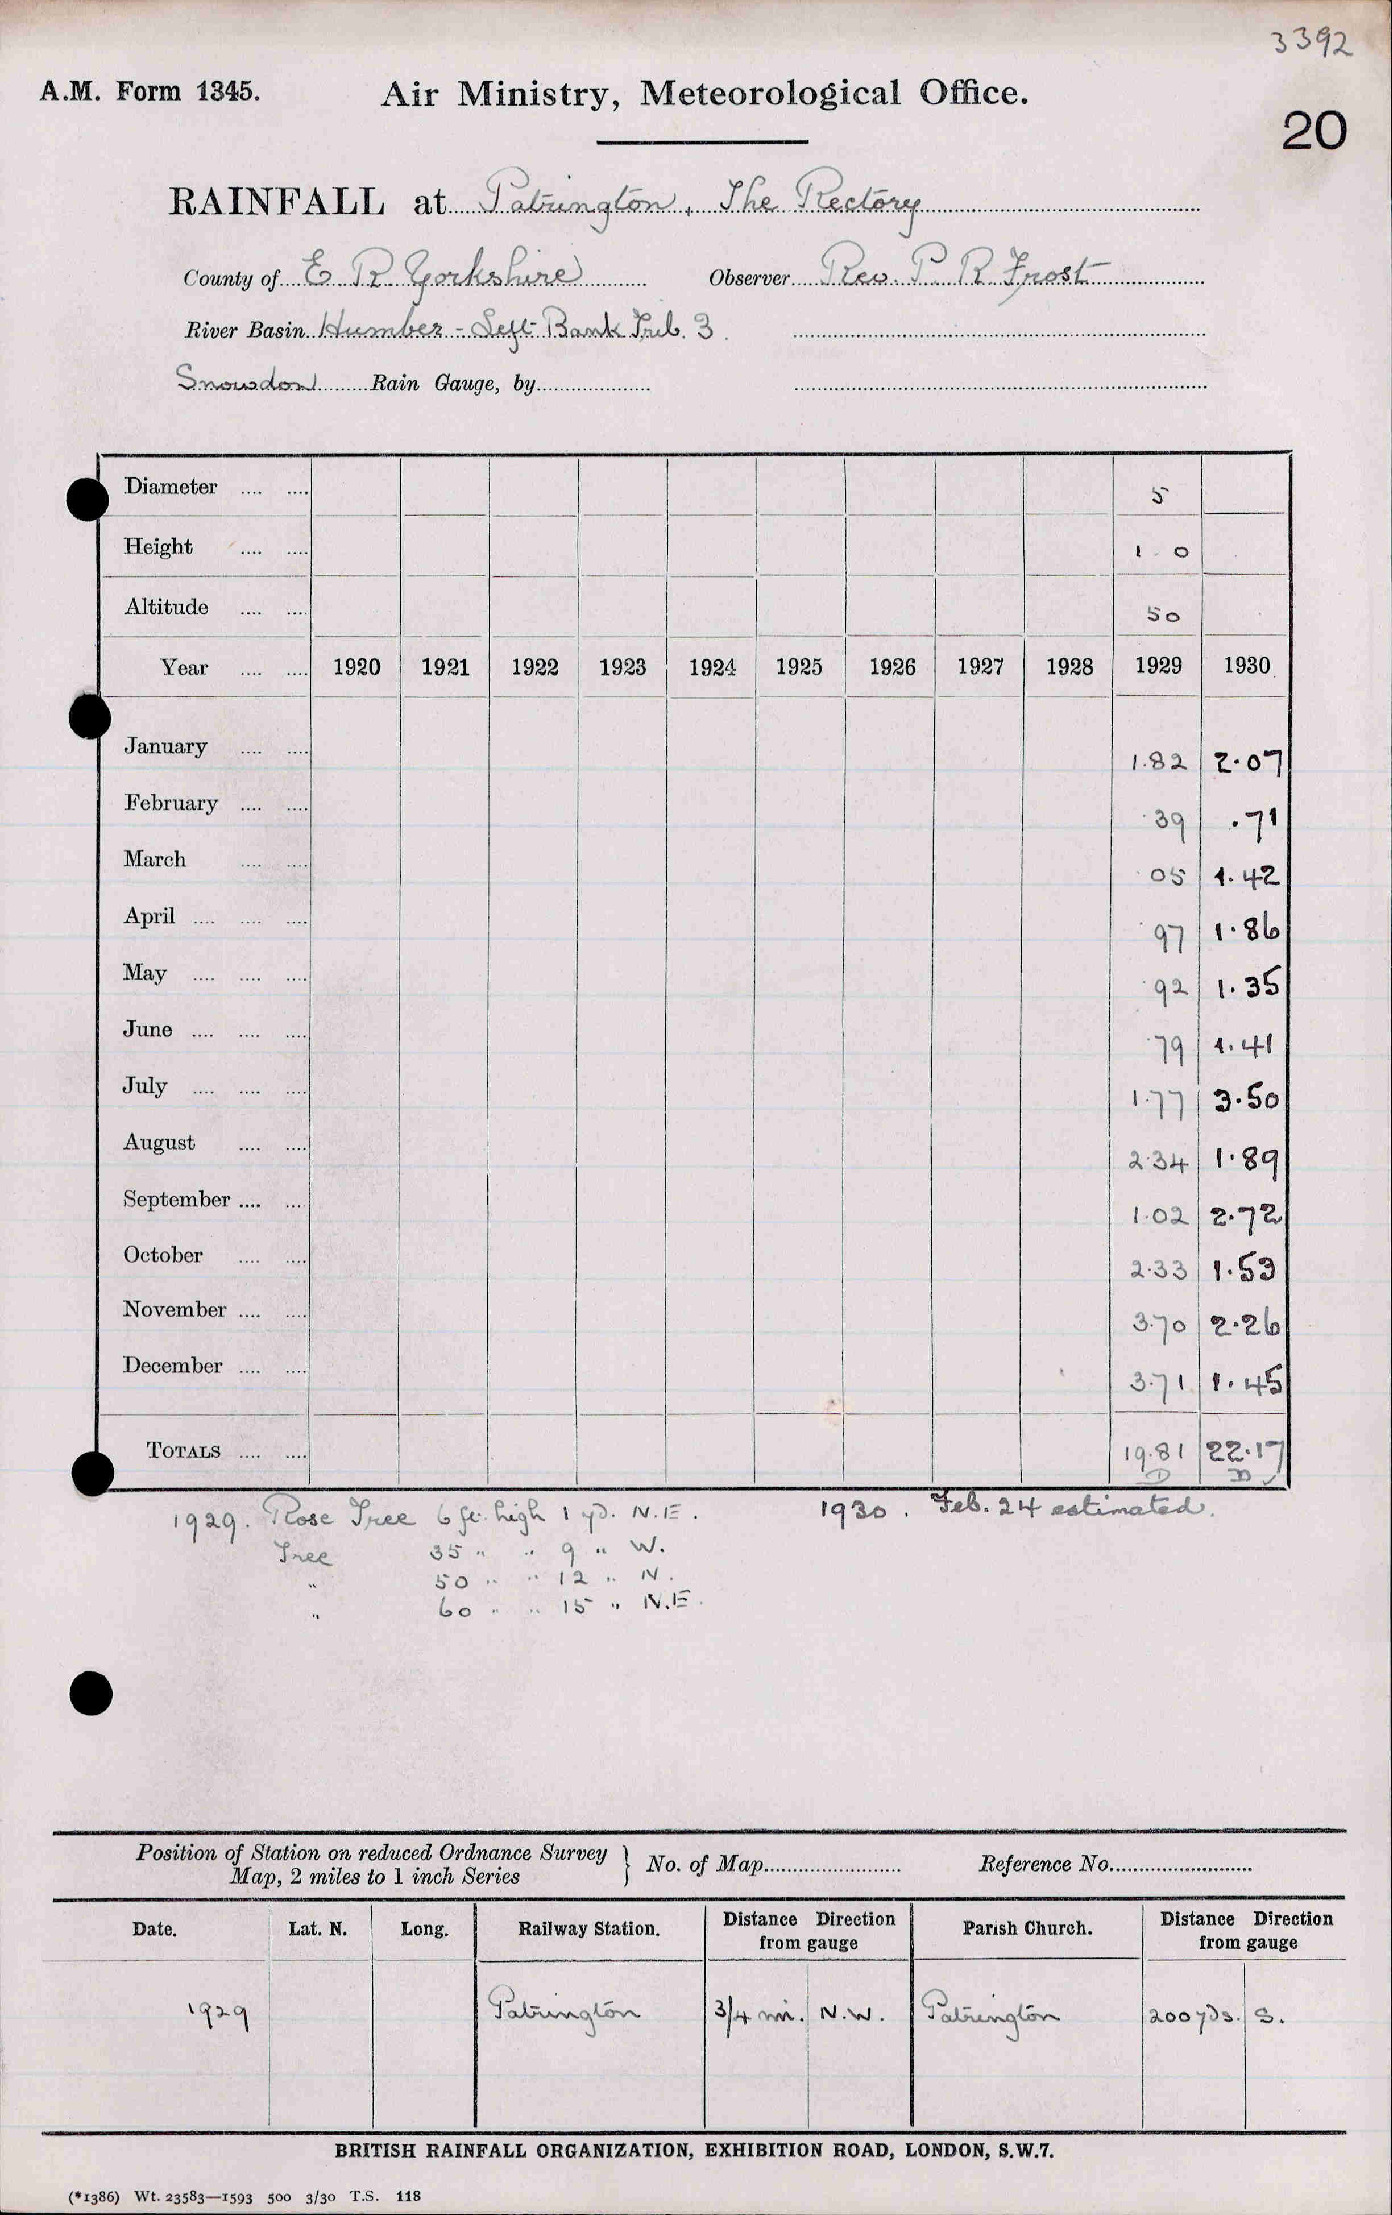 3392
A.M. Form 1345. Air Ministry, Meteorological Office.
20
RAINFALL at Patrington, The Rectory
County of E R Yorkshire Observer Rev. P. R. Frost
River Basin Humber - Left Bank Trib. 3.
Snowdon Rain Gauge, by
Diameter .... .... 5
Height .... .... 1 0
Altitude .... .... 50
Year .... .... 1920 1921 1922 1923 1924 1925 1926 1927 1928 1929 1930
January .... .... 1.82 2.07
February .... .... .39 .71
March .... .... .05 1.42
April .... .... .... .97 1.86
May .... .... .... .92 1.35
June .... .... .... .79 1.41
July .... .... .... 1.77 3.50
August .... .... 2.34 1.89
September .... .... 1.02 2.72
October .... .... 2.33 1.53
November .... .... 3.70 2.26
December .... .... 3.71 1.45
TOTALS .... .... 19.81 22.17
1929. Rose Tree 6 ft. high 1 yd. N.E. 1930. Feb. 24 estimated.
Tree 35 " " 9 " W.
" 50 " " 12 " N.
" 60 " " 15 " N.E.
Position of Station on reduced Ordnance Survey Map, 2 miles to 1 inch Series } No. of Map Reference No.
Date. Lat. N. Long. Railway Station. Distance Direction from gauge Parish Church. Distance Direction from gauge
1929 Patrington 3/4 mi. N.W. Patrington 200 yds. S.
BRITISH RAINFALL ORGANIZATION, EXHIBITION ROAD, LONDON, S.W.7.
(*1386) Wt. 23583—1593 500 3/30 T.S. 118